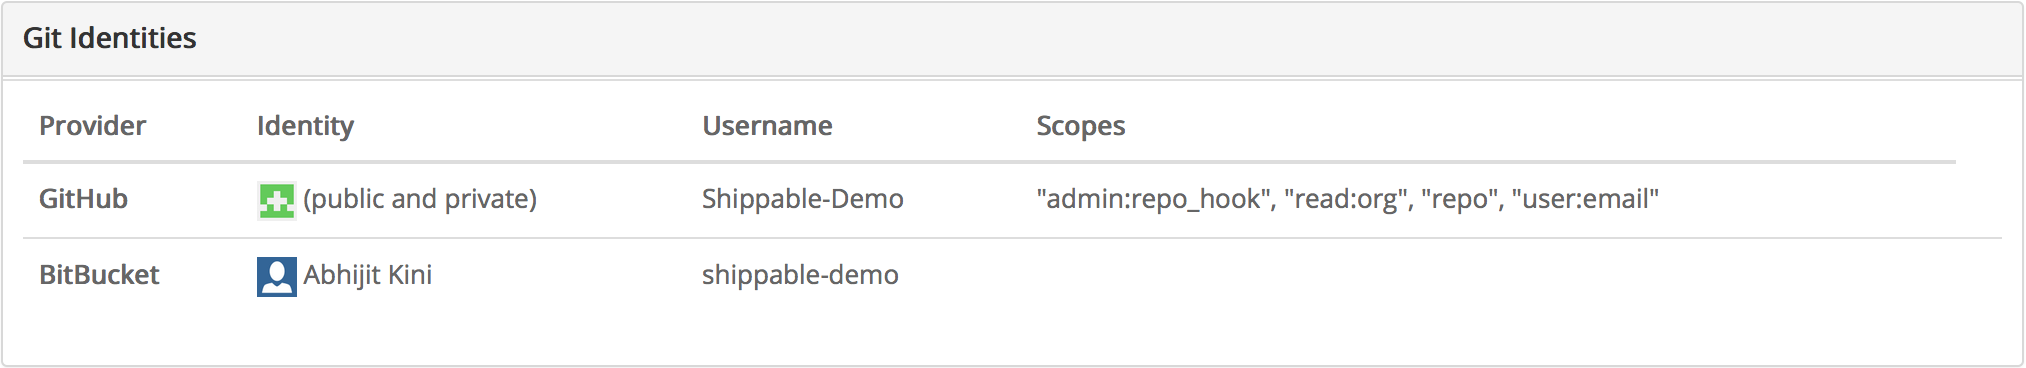 Git Identities
Provider Identity Username Scopes
GitHub (public and private) Shippable-Demo "admin:repo_hook", "read:org", "repo", "user:email"
BitBucket Abhijit Kini shippable-demo